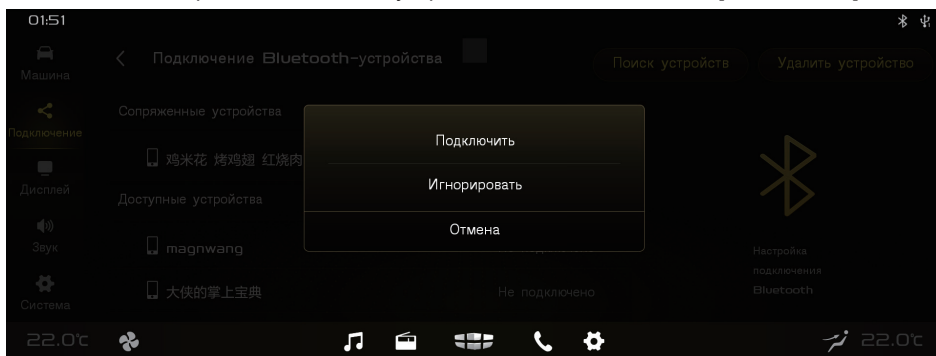 01:51
Машина
Подключение Bluetooth-устройства
Поиск устройств
Удалить устройство
Подключение
Сопряженные устройства
Подключить
鸡米花 烤鸡翅 红烧肉
Дисплей
Игнорировать
Доступные устройства
Отмена
Звук
magnwang
Настройка
подключения
Bluetooth
Система
大侠的掌上宝典
Не подключено
22.0℃
22.0℃